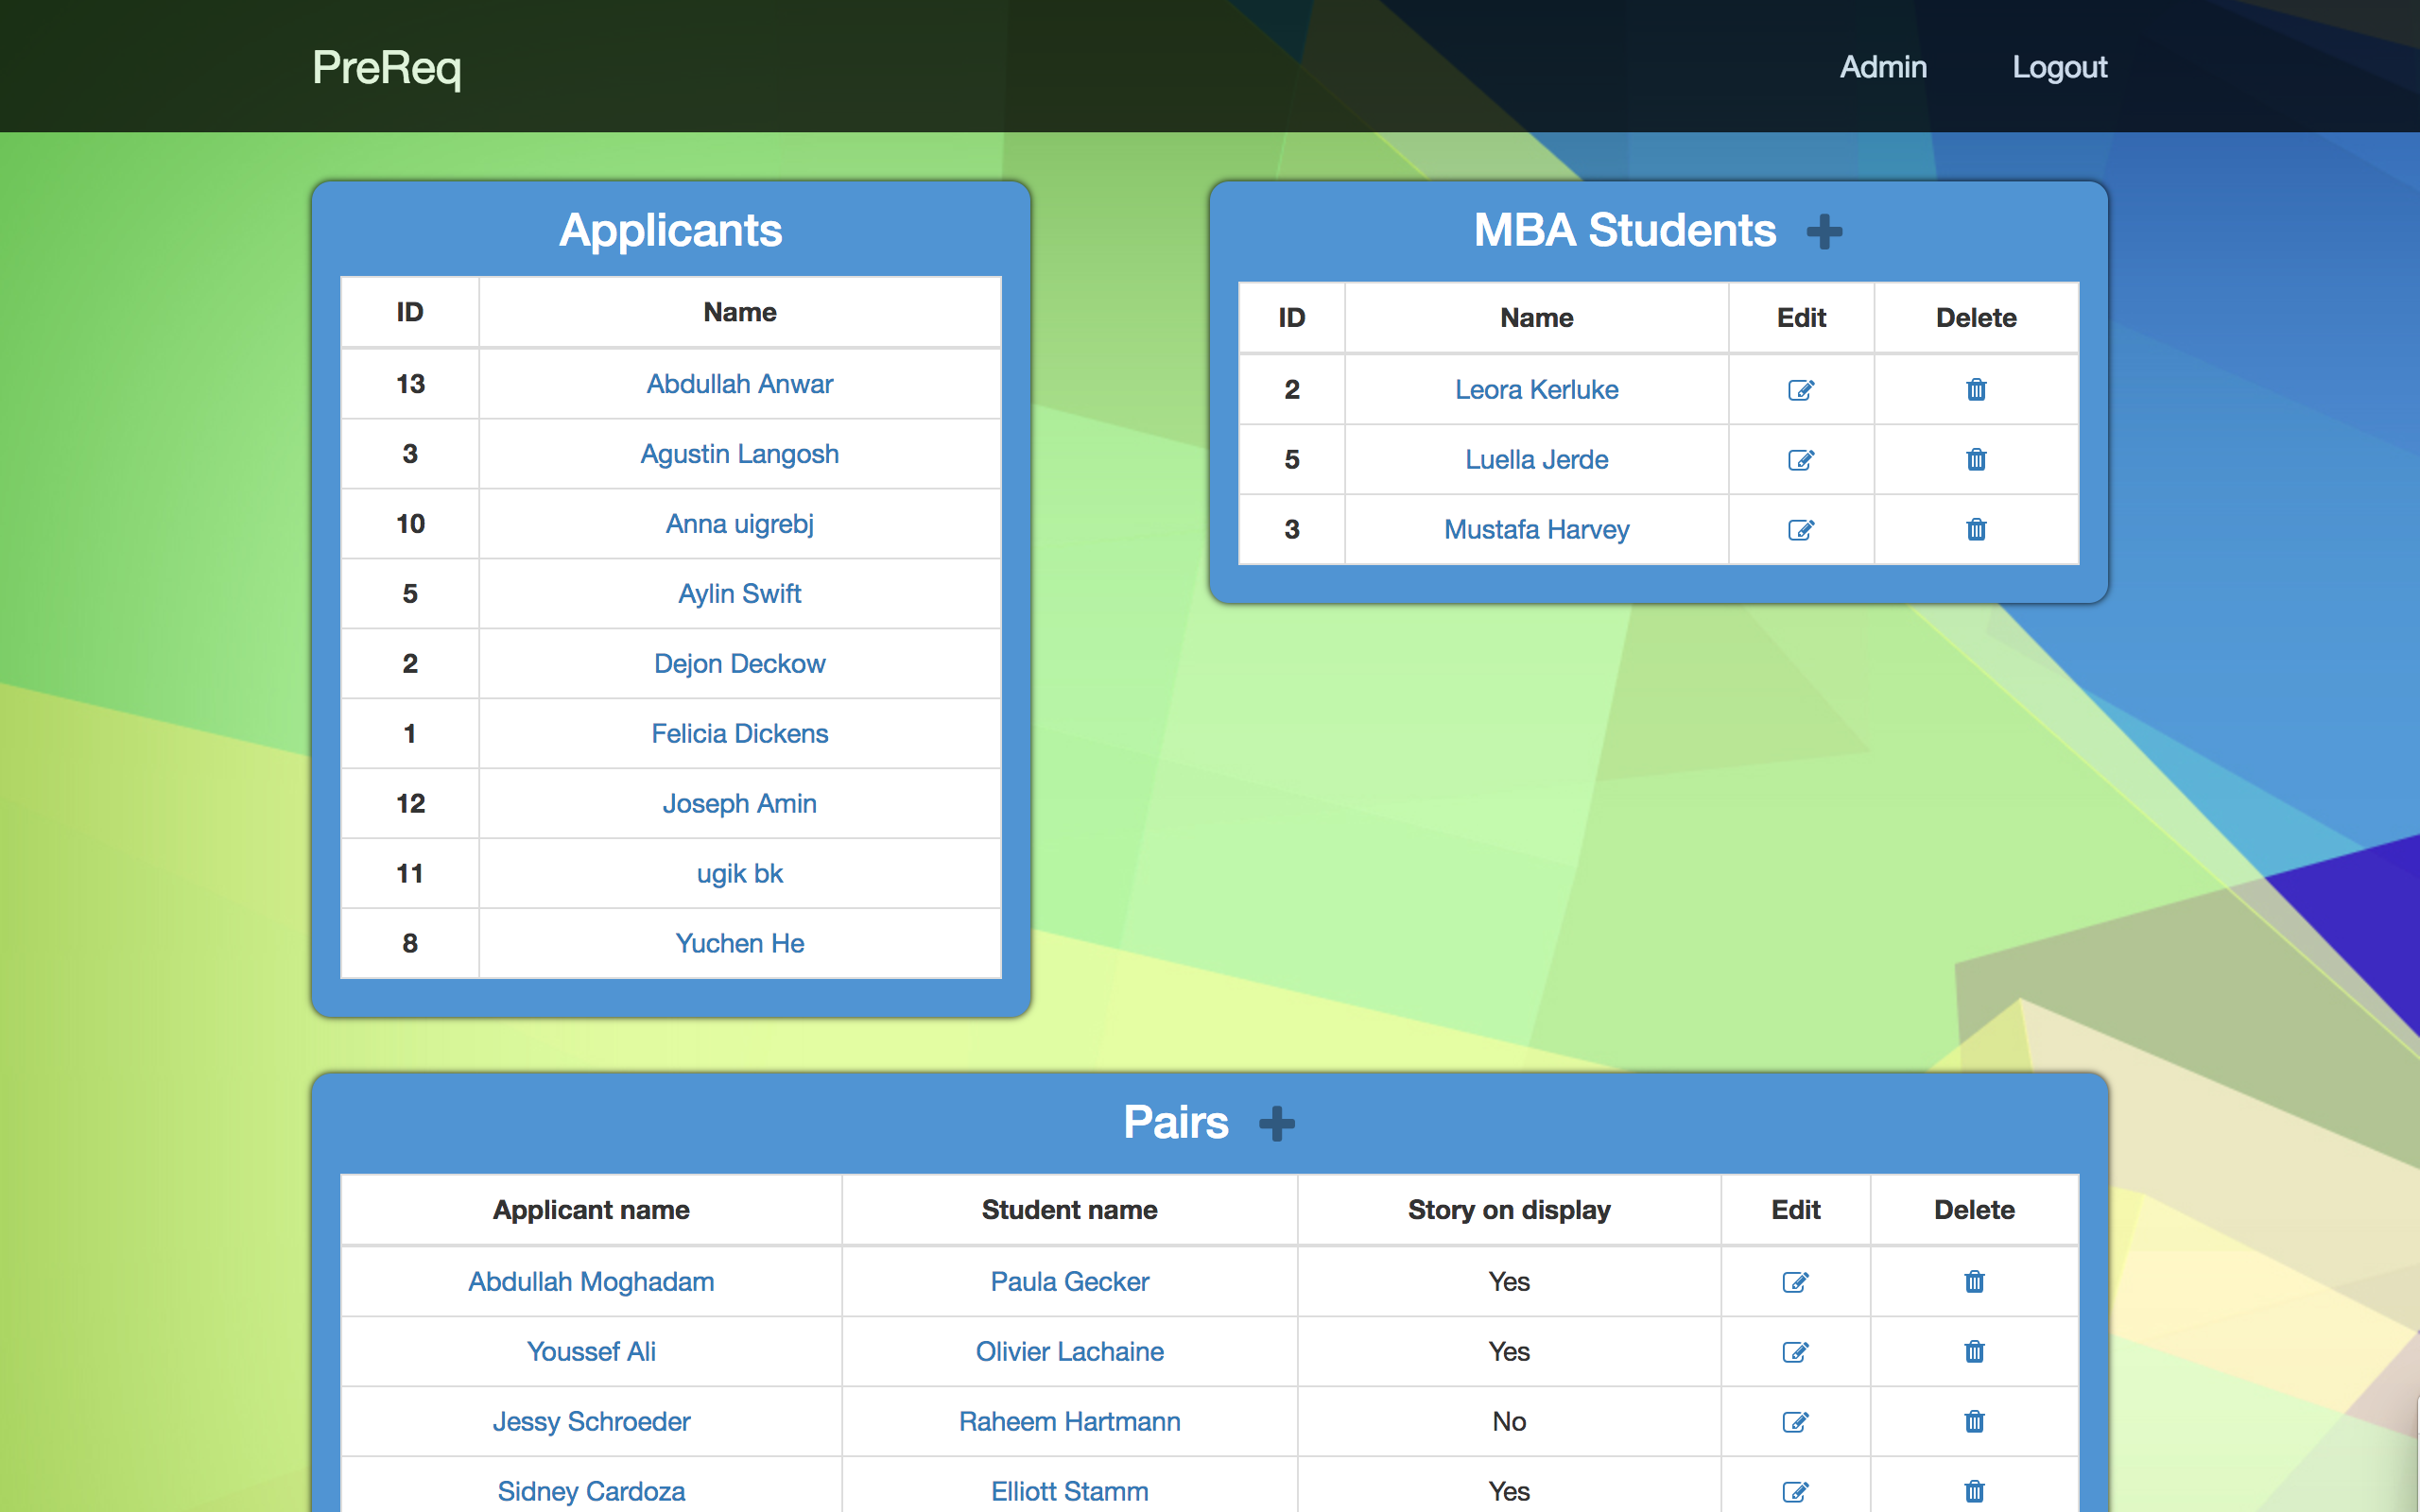 PreReq Admin Logout
Applicants
ID Name
13 Abdullah Anwar
3 Agustin Langosh
10 Anna uigrebj
5 Aylin Swift
2 Dejon Deckow
1 Felicia Dickens
12 Joseph Amin
11 ugik bk
8 Yuchen He
MBA Students
ID Name Edit Delete
2 Leora Kerluke
5 Luella Jerde
3 Mustafa Harvey
Pairs
Applicant name Student name Story on display Edit Delete
Abdullah Moghadam Paula Gecker Yes
Youssef Ali Olivier Lachaine Yes
Jessy Schroeder Raheem Hartmann No
Sidney Cardoza Elliott Stamm Yes